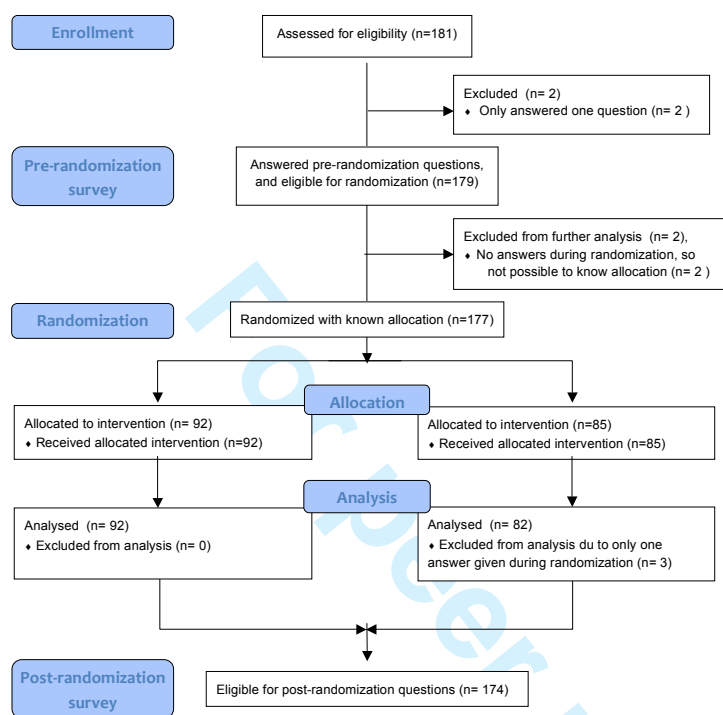 Enrollment
Assessed for eligibility (n=181)
Excluded (n= 2)
♦ Only answered one question (n= 2 )
Pre-randomization
survey
Answered pre-randomization questions,
and eligible for randomization (n=179)
Excluded from further analysis (n= 2),
♦ No answers during randomization, so
not possible to know allocation (n= 2 )
Randomization
Randomized with known allocation (n=177)
Allocation
Allocated to intervention (n= 92)
♦ Received allocated intervention (n=92)
Allocated to intervention (n=85)
♦ Received allocated intervention (n=85)
Analysis
Analysed (n= 92)
♦ Excluded from analysis (n= 0)
Analysed (n= 82)
♦ Excluded from analysis du to only one
answer given during randomization (n= 3)
Post-randomization
survey
Eligible for post-randomization questions (n= 174)
For peer